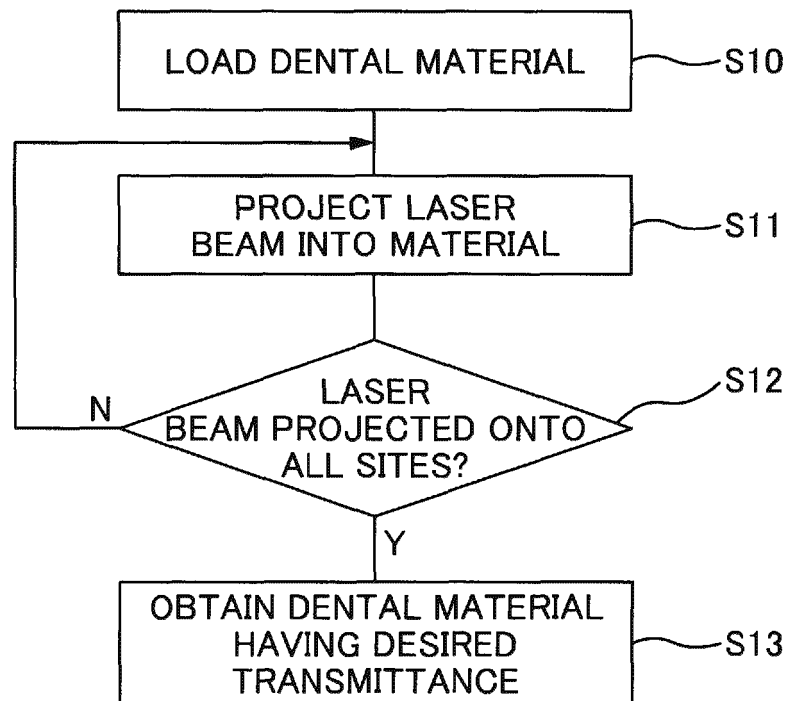 LOAD DENTAL MATERIAL
S10
PROJECT LASER
BEAM INTO MATERIAL
S11
LASER
BEAM PROJECTED ONTO
ALL SITES?
S12
N
Y
OBTAIN DENTAL MATERIAL
HAVING DESIRED
TRANSMITTANCE
S13